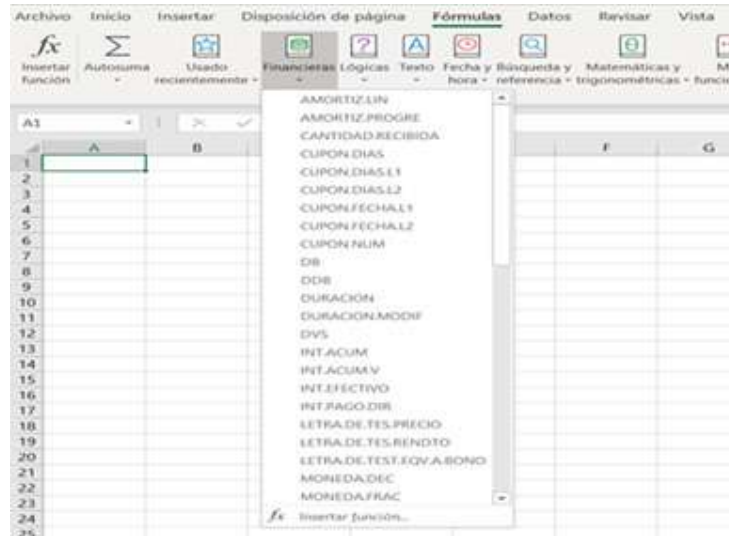 Archivo Inicio Insertar Disposición de página Fórmulas Datos Revisar Vista
fx Insertar función
Autosuma
Usado recientemente
Financieras
Lógicas
Texto
Fecha y hora
Búsqueda y referencia
Matemáticas y trigonométricas
A1
A B F G
AMORTIZ.LIN
AMORTIZ.PROGRE
CANTIDAD.RECIBIDA
CUPON.DIAS
CUPON.DIAS.L1
CUPON.DIAS.L2
CUPON.FECHA.L1
CUPON.FECHA.L2
CUPON.NUM
DB
DDB
DURACION
DURACION.MODIF
DVS
INT.ACUM
INT.ACUM.V
INT.EFECTIVO
INT.PAGO.DIR
LETRA.DE.TES.PRECIO
LETRA.DE.TES.RENDTO
LETRA.DE.TEST.EQV.A.BONO
MONEDA.DEC
MONEDA.FRAC
fx Insertar función...
1
2
3
4
5
6
7
8
9
10
11
12
13
14
15
16
17
18
19
20
21
22
23
24
25